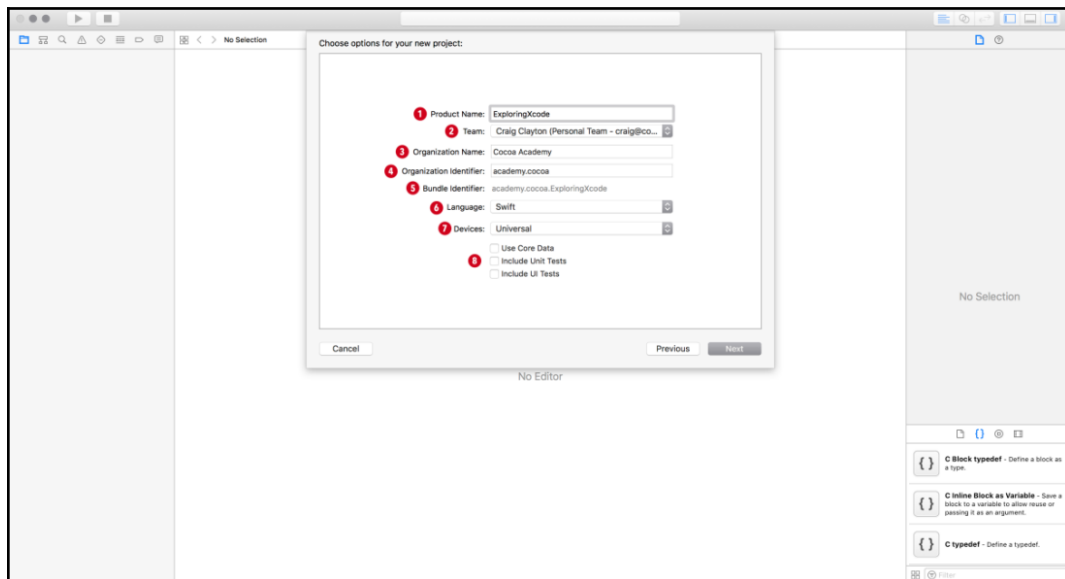 No Selection
Choose options for your new project:
1 Product Name: ExploringXcode
2 Team: Craig Clayton (Personal Team - craig@co...
3 Organization Name: Cocoa Academy
4 Organization Identifier: academy.cocoa
5 Bundle Identifier: academy.cocoa.ExploringXcode
6 Language: Swift
7 Devices: Universal
Use Core Data
8 Include Unit Tests
Include UI Tests
Cancel
Previous
Next
No Editor
No Selection
{ } C Block typedef - Define a block as
a type.
{ } C Inline Block as Variable - Save a
block to a variable to allow reuse or
passing it as an argument.
{ } C typedef - Define a typedef.
Filter